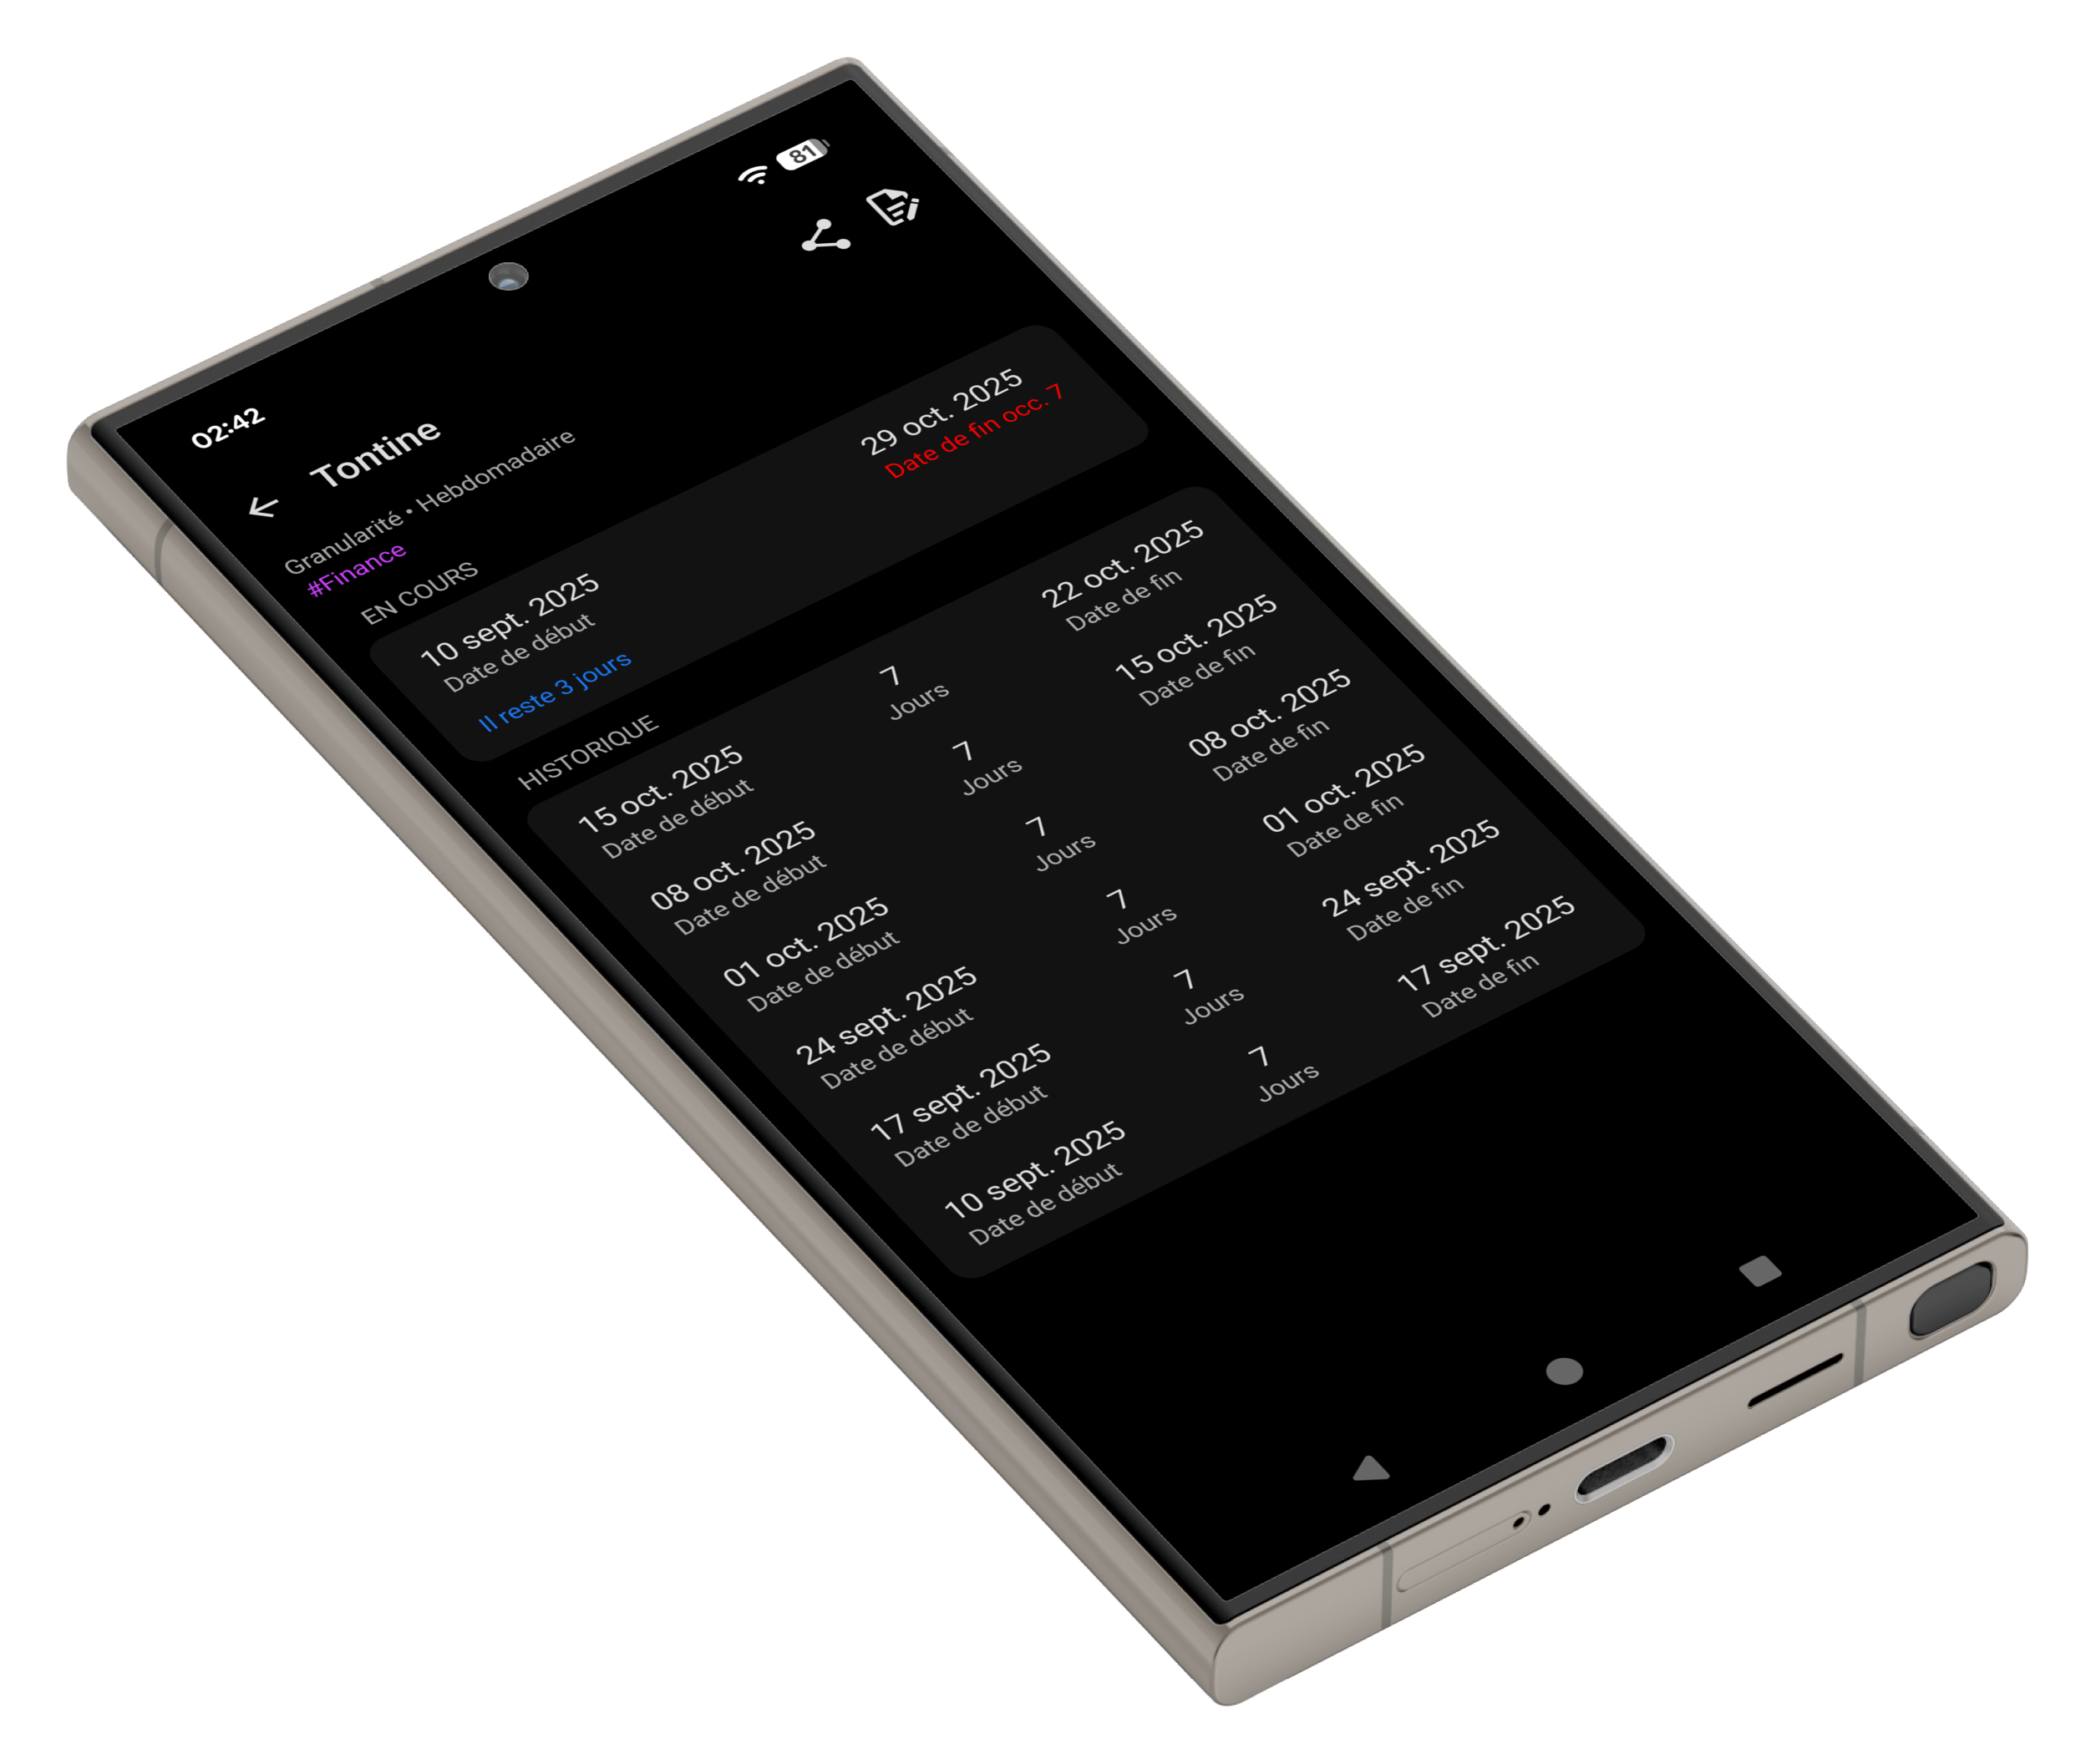 02:42
81
Tontine
Granularité • Hebdomadaire
#Finance
EN COURS
10 sept. 2025
29 oct. 2025
Date de début
Date de fin occ. 7
Il reste 3 jours
HISTORIQUE
15 oct. 2025
7
22 oct. 2025
Date de début
Jours
Date de fin
08 oct. 2025
7
15 oct. 2025
Date de début
Jours
Date de fin
01 oct. 2025
7
08 oct. 2025
Date de début
Jours
Date de fin
24 sept. 2025
7
01 oct. 2025
Date de début
Jours
Date de fin
17 sept. 2025
7
24 sept. 2025
Date de début
Jours
Date de fin
10 sept. 2025
7
17 sept. 2025
Date de début
Jours
Date de fin